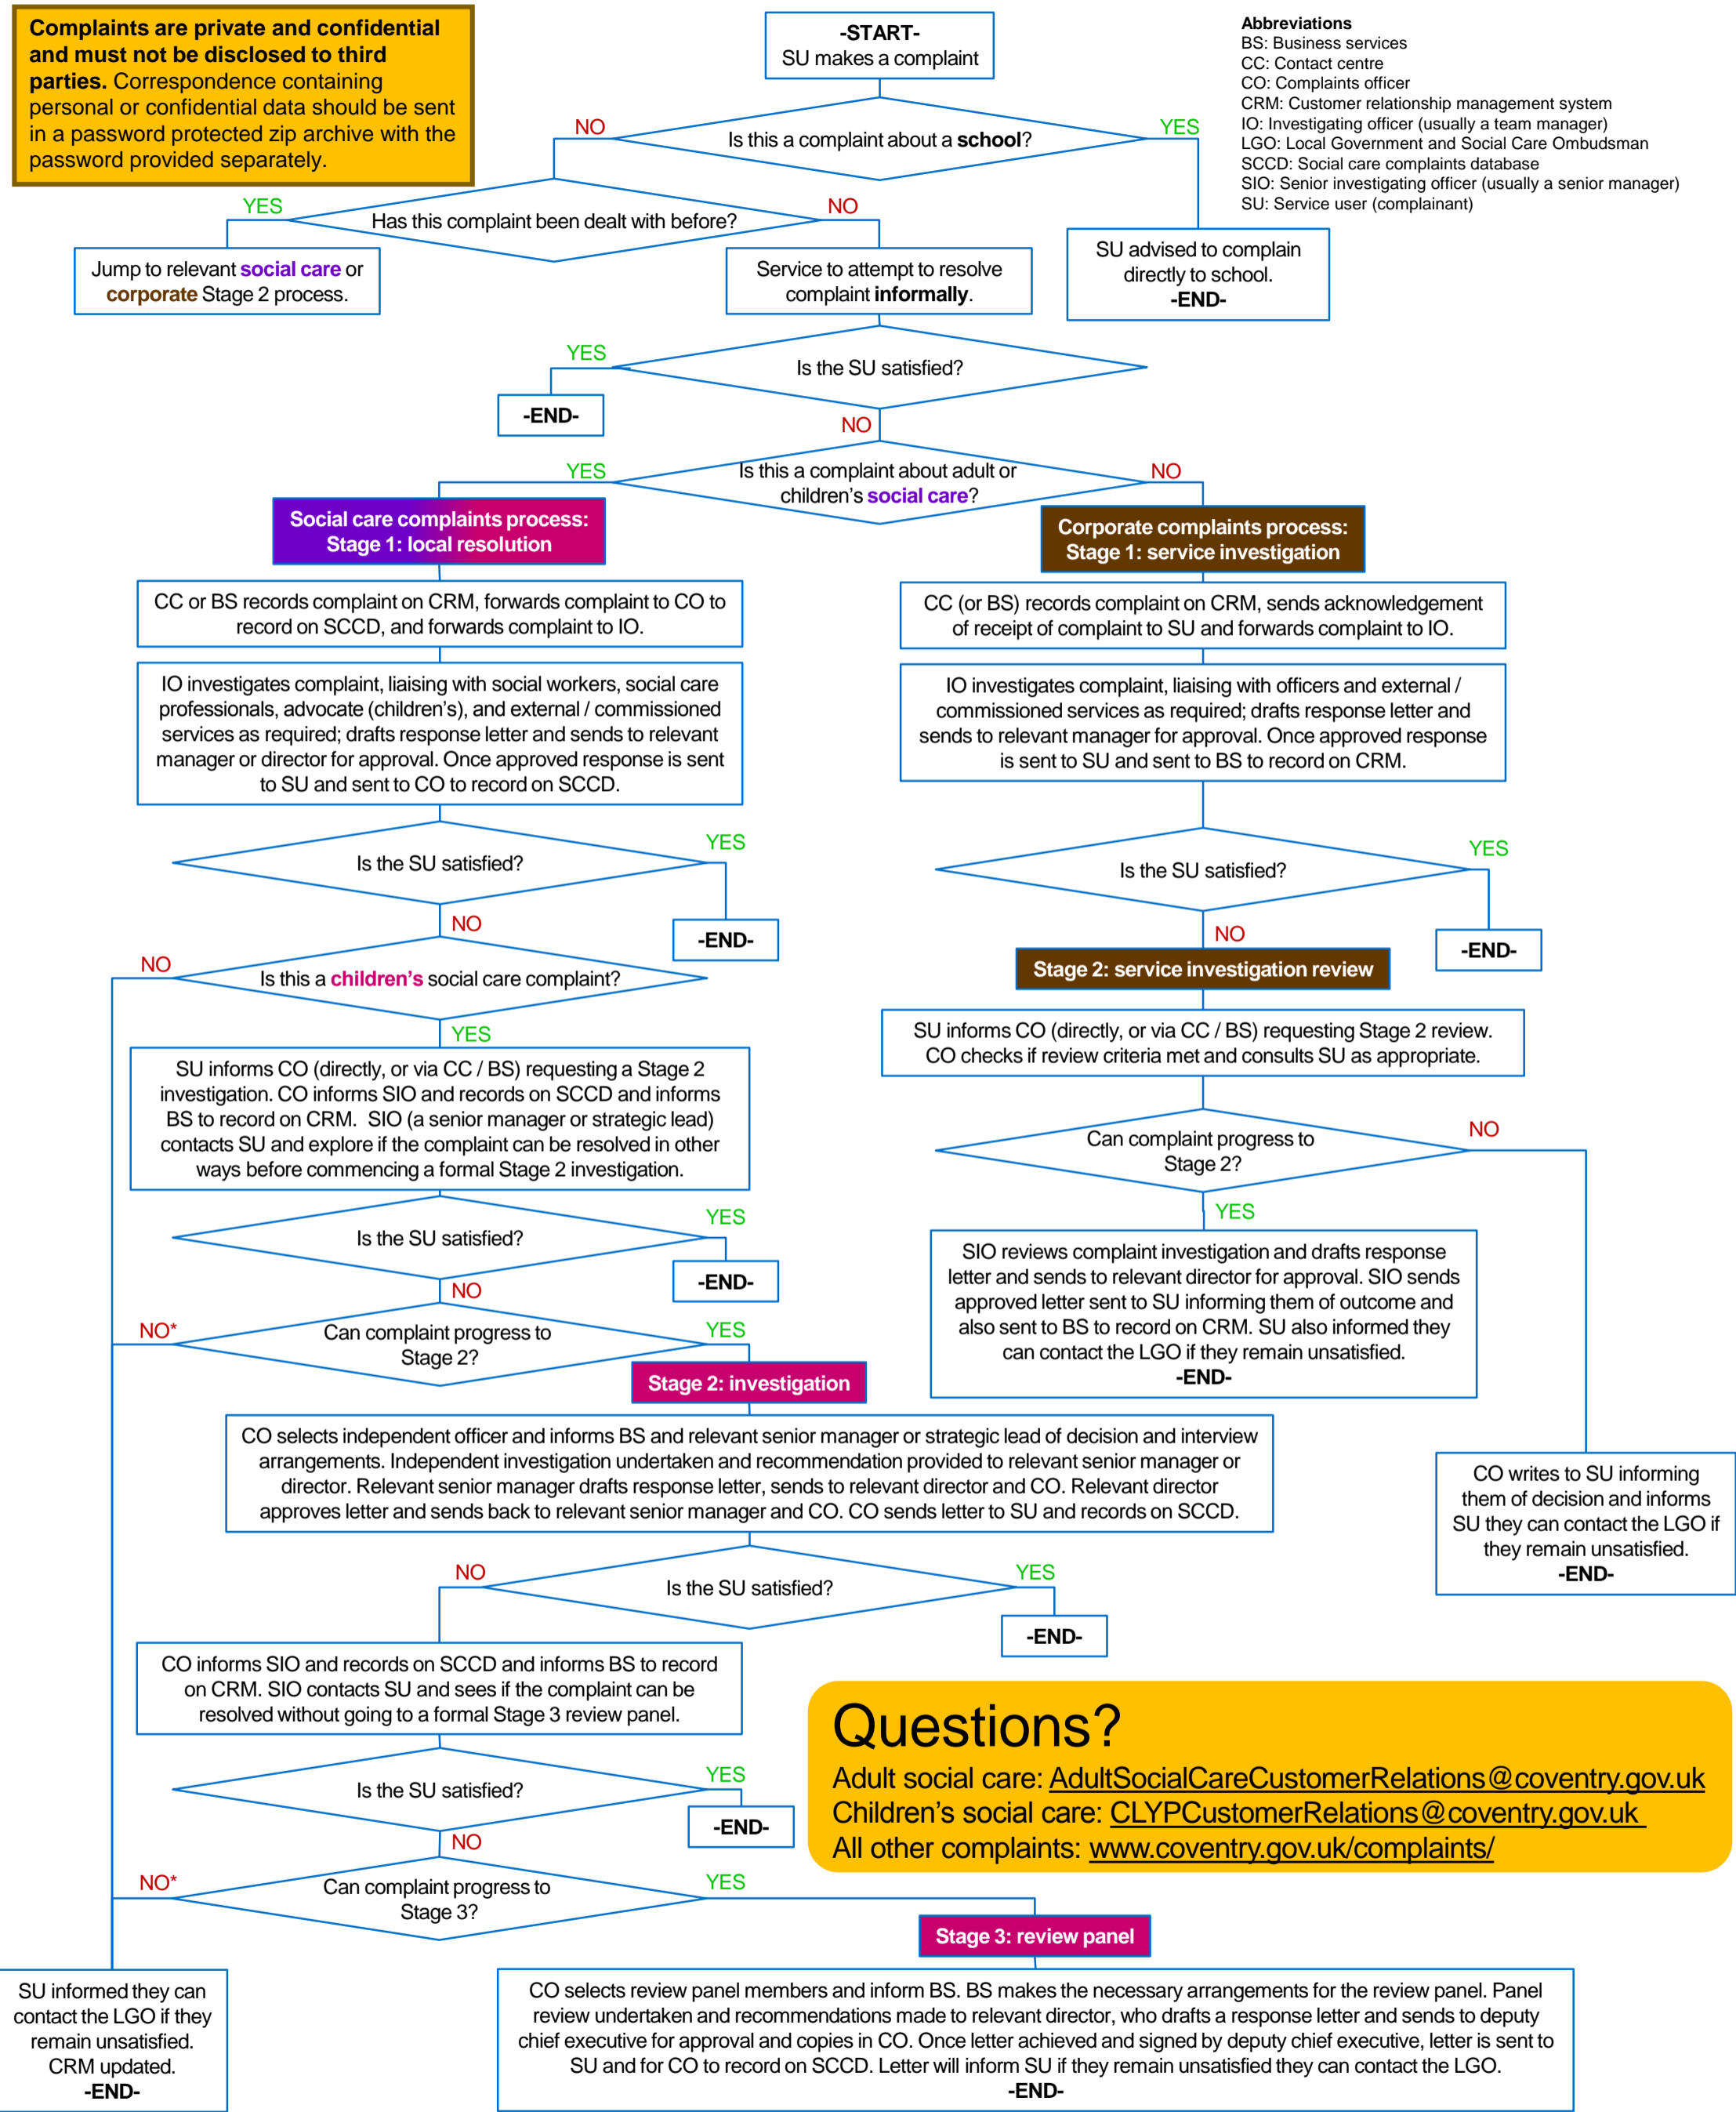 Complaints are private and confidential
and must not be disclosed to third
parties. Correspondence containing
personal or confidential data should be sent
in a password protected zip archive with the
password provided separately.
-START-
SU makes a complaint
Abbreviations
BS: Business services
CC: Contact centre
CO: Complaints officer
CRM: Customer relationship management system
IO: Investigating officer (usually a team manager)
LGO: Local Government and Social Care Ombudsman
SCCD: Social care complaints database
SIO: Senior investigating officer (usually a senior manager)
SU: Service user (complainant)
NO
Is this a complaint about a school?
YES
YES
Has this complaint been dealt with before?
NO
Jump to relevant social care or
corporate Stage 2 process.
Service to attempt to resolve
complaint informally.
SU advised to complain
directly to school.
-END-
YES
Is the SU satisfied?
-END-
NO
YES
Is this a complaint about adult or
children's social care?
NO
Social care complaints process:
Stage 1: local resolution
CC or BS records complaint on CRM, forwards complaint to CO to
record on SCCD, and forwards complaint to IO.
IO investigates complaint, liaising with social workers, social care
professionals, advocate (children's), and external / commissioned
services as required; drafts response letter and sends to relevant
manager or director for approval. Once approved response is sent
to SU and sent to CO to record on SCCD.
Is the SU satisfied?
YES
-END-
NO
NO
Is this a children's social care complaint?
YES
SU informs CO (directly, or via CC / BS) requesting a Stage 2
investigation. CO informs SIO and records on SCCD and informs
BS to record on CRM.  SIO (a senior manager or strategic lead)
contacts SU and explore if the complaint can be resolved in other
ways before commencing a formal Stage 2 investigation.
Is the SU satisfied?
YES
-END-
NO
NO*
Can complaint progress to
Stage 2?
YES
Corporate complaints process:
Stage 1: service investigation
CC (or BS) records complaint on CRM, sends acknowledgement
of receipt of complaint to SU and forwards complaint to IO.
IO investigates complaint, liaising with officers and external /
commissioned services as required; drafts response letter and
sends to relevant manager for approval. Once approved response
is sent to SU and sent to BS to record on CRM.
Is the SU satisfied?
YES
-END-
NO
Stage 2: service investigation review
SU informs CO (directly, or via CC / BS) requesting Stage 2 review.
CO checks if review criteria met and consults SU as appropriate.
Can complaint progress to
Stage 2?
NO
YES
SIO reviews complaint investigation and drafts response
letter and sends to relevant director for approval. SIO sends
approved letter sent to SU informing them of outcome and
also sent to BS to record on CRM. SU also informed they
can contact the LGO if they remain unsatisfied.
-END-
CO writes to SU informing
them of decision and informs
SU they can contact the LGO if
they remain unsatisfied.
-END-
Stage 2: investigation
CO selects independent officer and informs BS and relevant senior manager or strategic lead of decision and interview
arrangements. Independent investigation undertaken and recommendation provided to relevant senior manager or
director. Relevant senior manager drafts response letter, sends to relevant director and CO. Relevant director
approves letter and sends back to relevant senior manager and CO. CO sends letter to SU and records on SCCD.
NO
Is the SU satisfied?
YES
-END-
CO informs SIO and records on SCCD and informs BS to record
on CRM. SIO contacts SU and sees if the complaint can be
resolved without going to a formal Stage 3 review panel.
Is the SU satisfied?
YES
-END-
NO
NO*
Can complaint progress to
Stage 3?
YES
Questions?
Adult social care: AdultSocialCareCustomerRelations@coventry.gov.uk
Children's social care: CLYPCustomerRelations@coventry.gov.uk
All other complaints: www.coventry.gov.uk/complaints/
SU informed they can
contact the LGO if they
remain unsatisfied.
CRM updated.
-END-
Stage 3: review panel
CO selects review panel members and inform BS. BS makes the necessary arrangements for the review panel. Panel
review undertaken and recommendations made to relevant director, who drafts a response letter and sends to deputy
chief executive for approval and copies in CO. Once letter achieved and signed by deputy chief executive, letter is sent to
SU and for CO to record on SCCD. Letter will inform SU if they remain unsatisfied they can contact the LGO.
-END-